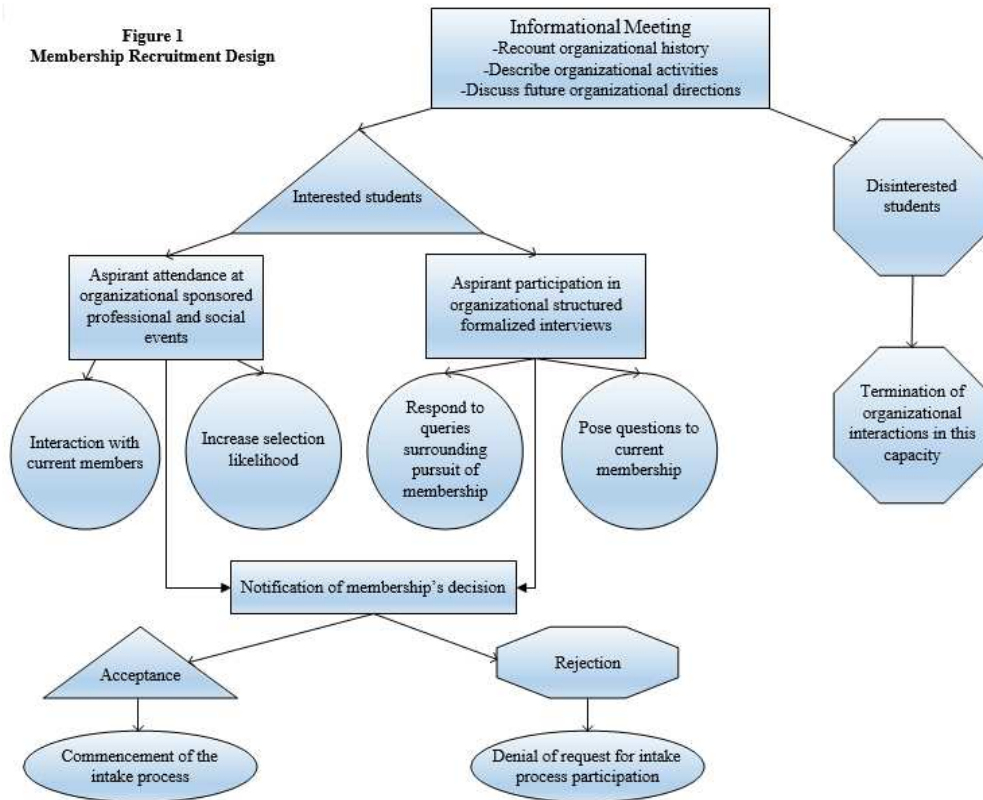 Figure 1
Membership Recruitment Design
Informational Meeting
-Recount organizational history
-Describe organizational activities
-Discuss future organizational directions
Interested students
Disinterested
students
Aspirant attendance at
organizational sponsored
professional and social
events
Aspirant participation in
organizational structured
formalized interviews
Interaction with
current members
Increase selection
likelihood
Respond to
queries
surrounding
pursuit of
membership
Pose questions to
current
membership
Termination of
organizational
interactions in this
capacity
Notification of membership’s decision
Acceptance
Rejection
Commencement of the
intake process
Denial of request for intake
process participation